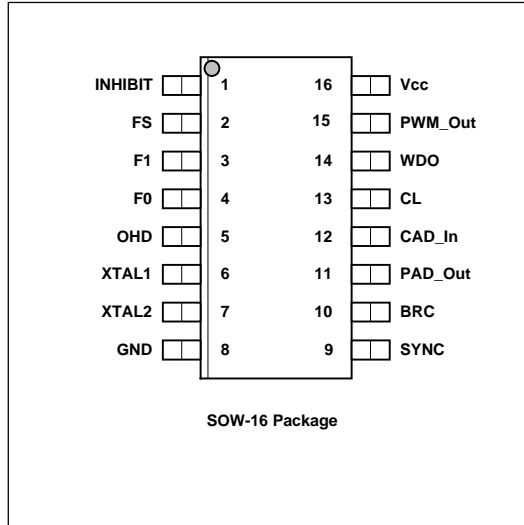 INHIBIT 1 16 Vcc
FS 2 15 PWM_Out
F1 3 14 WDO
F0 4 13 CL
OHD 5 12 CAD_In
XTAL1 6 11 PAD_Out
XTAL2 7 10 BRC
GND 8 9 SYNC
SOW-16 Package